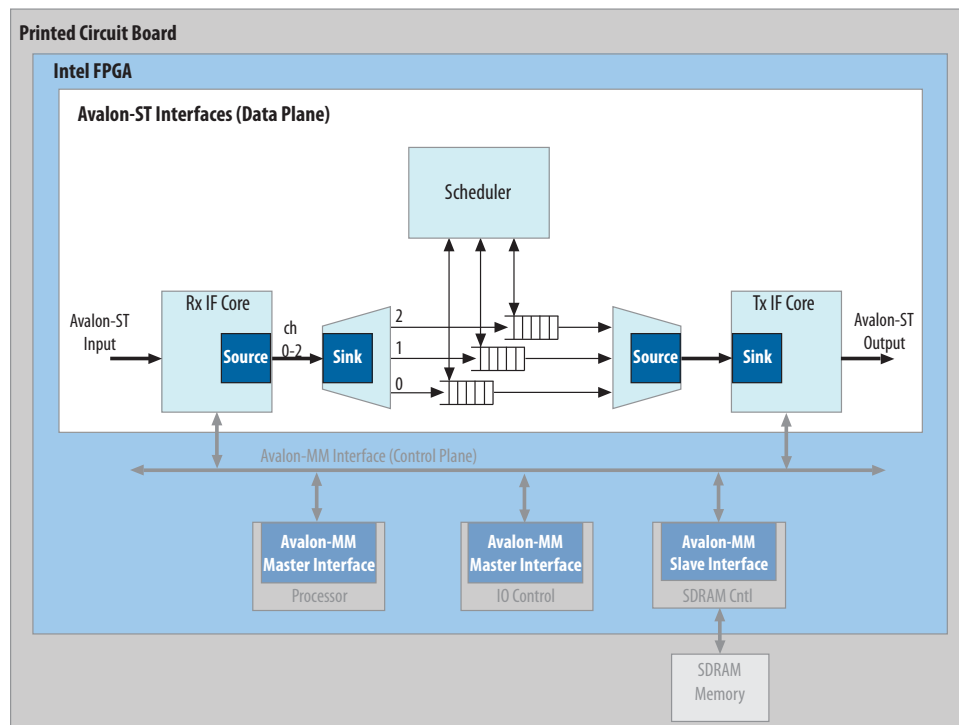 Printed Circuit Board
Intel FPGA
Avalon-ST Interfaces (Data Plane)
Scheduler
Rx IF Core
Tx IF Core
Avalon-ST
Input
ch
0-2
2
1
0
Source
Sink
Source
Sink
Avalon-ST
Output
Avalon-MM Interface (Control Plane)
Avalon-MM
Master Interface
Processor
Avalon-MM
Master Interface
IO Control
Avalon-MM
Slave Interface
SDRAM Cntl
SDRAM
Memory